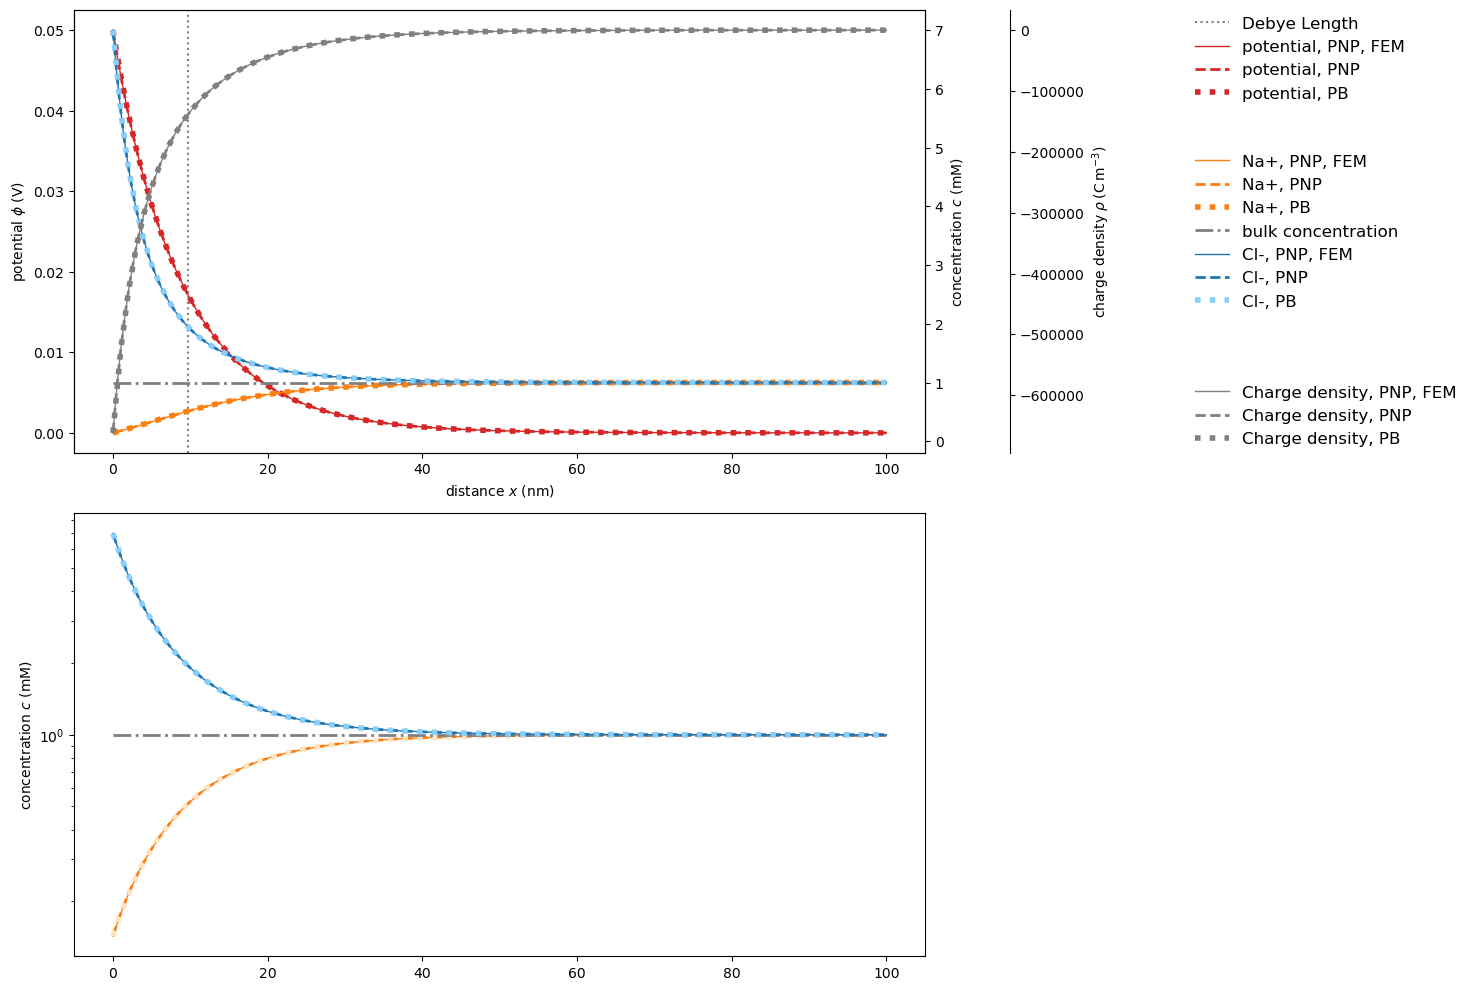 0.05
0.04
0.03
0.02
0.01
0.00
potential ϕ (V)
0
20
40
60
80
100
distance x (nm)
7
6
5
4
3
2
1
0
concentration c (mM)
0
−100000
−200000
−300000
−400000
−500000
−600000
charge density ρ (C m⁻³)
Debye Length
potential, PNP, FEM
potential, PNP
potential, PB
Na+, PNP, FEM
Na+, PNP
Na+, PB
bulk concentration
Cl-, PNP, FEM
Cl-, PNP
Cl-, PB
Charge density, PNP, FEM
Charge density, PNP
Charge density, PB
10⁰
concentration c (mM)
0
20
40
60
80
100